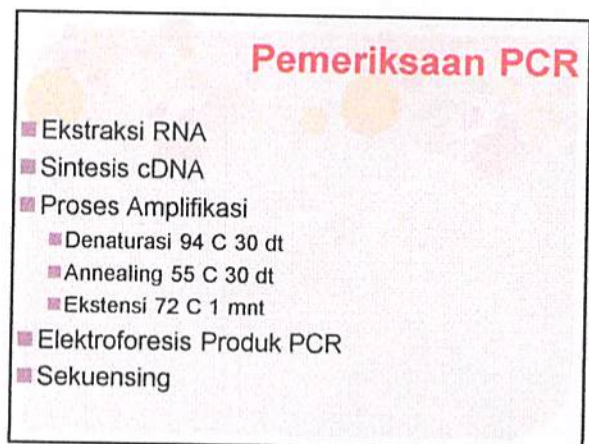 Pemeriksaan PCR
Ekstraksi RNA
Sintesis cDNA
Proses Amplifikasi
Denaturasi 94 C 30 dt
Annealing 55 C 30 dt
Ekstensi 72 C 1 mnt
Elektroforesis Produk PCR
Sekuensing